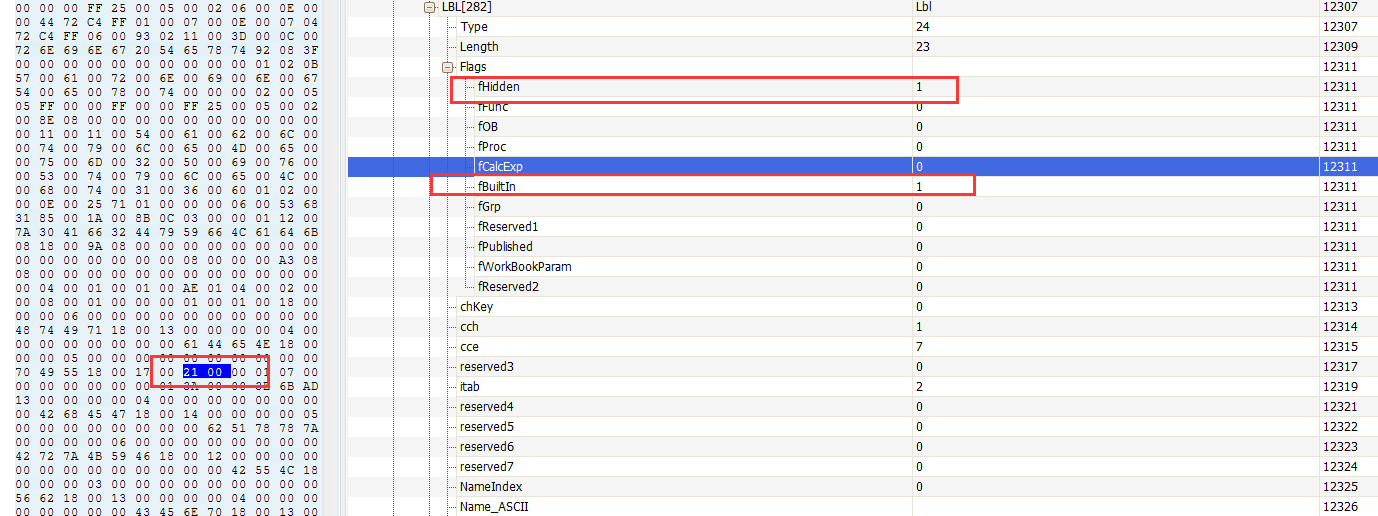 00 00 00 FF 25 00 05 00 02 06 00 0E 00
00 44 72 C4 FF 01 00 07 00 0E 00 07 04
72 C4 FF 06 00 93 02 11 00 3D 00 0C 00
72 6E 69 6E 67 20 54 65 78 74 92 08 3F
00 00 00 00 00 00 00 00 00 00 01 02 0B
57 00 61 00 72 00 6E 00 69 00 6E 00 67
54 00 65 00 78 00 74 00 00 00 02 00 05
05 FF 00 00 FF 00 00 FF 25 00 05 00 02
00 8E 08 00 00 00 00 00 00 00 00 00 00
00 11 00 11 00 54 00 61 00 62 00 6C 00
00 74 00 79 00 6C 00 65 00 4D 00 65 00
00 75 00 6D 00 32 00 50 00 69 00 76 00
00 53 00 74 00 79 00 6C 00 65 00 4C 00
00 68 00 74 00 31 00 36 00 60 01 02 00
00 0E 00 25 71 01 00 00 00 06 00 53 68
31 85 00 1A 00 8B 0C 03 00 00 01 12 00
7A 30 41 66 32 44 79 59 66 4C 61 64 6B
08 18 00 9A 08 00 00 00 00 00 00 00 00
00 00 00 00 00 00 08 00 00 00 A3 08
08 00 00 00 00 00 00 00 00 00 00 00 00
00 04 00 01 00 01 00 AE 01 04 00 02 00
00 08 00 01 00 00 00 01 00 01 00 18 00
00 00 06 00 00 00 00 00 00 00 00 00 00
48 74 49 71 18 00 13 00 00 00 00 04 00
00 00 00 00 00 00 00 61 44 65 4E 18 00
00 00 05 00 00 00 00 00 00 00 00 00
70 49 55 18 00 17 00 21 00 00 01 07 00
00 00 00 00 00 00 01 3A 00 00 3E 6B AD
13 00 00 00 00 04 00 00 00 00 00 00 00
00 42 68 45 47 18 00 14 00 00 00 00 05
00 00 00 00 00 00 00 00 62 51 78 78 7A
00 00 00 00 06 00 00 00 00 00 00 00 00
42 72 7A 4B 59 46 18 00 12 00 00 00 00
00 00 00 00 00 00 00 00 00 42 55 4C 18
00 00 00 03 00 00 00 00 00 00 00 00 00
56 62 18 00 13 00 00 00 00 04 00 00 00
00 00 00 00 00 43 45 6E 70 18 00 13 00
LBL[282] Lbl 12307
Type 24 12307
Length 23 12309
Flags 12311
fHidden 1 12311
fFunc 0 12311
fOB 0 12311
fProc 0 12311
fCalcExp 0 12311
fBuiltIn 1 12311
fGrp 0 12311
fReserved1 0 12311
fPublished 0 12311
fWorkBookParam 0 12311
fReserved2 0 12311
chKey 0 12313
cch 1 12314
cce 7 12315
reserved3 0 12317
itab 2 12319
reserved4 0 12321
reserved5 0 12322
reserved6 0 12323
reserved7 0 12324
NameIndex 0 12325
Name_ASCII 12326